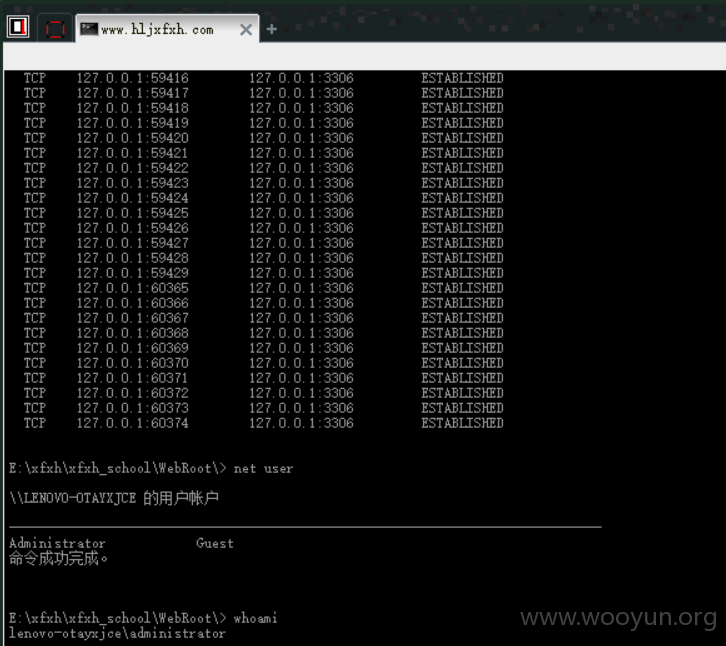 www.hljxfxh.com
TCP 127.0.0.1:59416 127.0.0.1:3306 ESTABLISHED
TCP 127.0.0.1:59417 127.0.0.1:3306 ESTABLISHED
TCP 127.0.0.1:59418 127.0.0.1:3306 ESTABLISHED
TCP 127.0.0.1:59419 127.0.0.1:3306 ESTABLISHED
TCP 127.0.0.1:59420 127.0.0.1:3306 ESTABLISHED
TCP 127.0.0.1:59421 127.0.0.1:3306 ESTABLISHED
TCP 127.0.0.1:59422 127.0.0.1:3306 ESTABLISHED
TCP 127.0.0.1:59423 127.0.0.1:3306 ESTABLISHED
TCP 127.0.0.1:59424 127.0.0.1:3306 ESTABLISHED
TCP 127.0.0.1:59425 127.0.0.1:3306 ESTABLISHED
TCP 127.0.0.1:59426 127.0.0.1:3306 ESTABLISHED
TCP 127.0.0.1:59427 127.0.0.1:3306 ESTABLISHED
TCP 127.0.0.1:59428 127.0.0.1:3306 ESTABLISHED
TCP 127.0.0.1:59429 127.0.0.1:3306 ESTABLISHED
TCP 127.0.0.1:60365 127.0.0.1:3306 ESTABLISHED
TCP 127.0.0.1:60366 127.0.0.1:3306 ESTABLISHED
TCP 127.0.0.1:60367 127.0.0.1:3306 ESTABLISHED
TCP 127.0.0.1:60368 127.0.0.1:3306 ESTABLISHED
TCP 127.0.0.1:60369 127.0.0.1:3306 ESTABLISHED
TCP 127.0.0.1:60370 127.0.0.1:3306 ESTABLISHED
TCP 127.0.0.1:60371 127.0.0.1:3306 ESTABLISHED
TCP 127.0.0.1:60372 127.0.0.1:3306 ESTABLISHED
TCP 127.0.0.1:60373 127.0.0.1:3306 ESTABLISHED
TCP 127.0.0.1:60374 127.0.0.1:3306 ESTABLISHED
E:\xfxh\xfxh_school\WebRoot\> net user
\\LENOVO-OTAYXJCE 的用户帐户
Administrator Guest
命令成功完成。
E:\xfxh\xfxh_school\WebRoot\> whoami
lenovo-otayxjce\administrator
www.wooyun.org